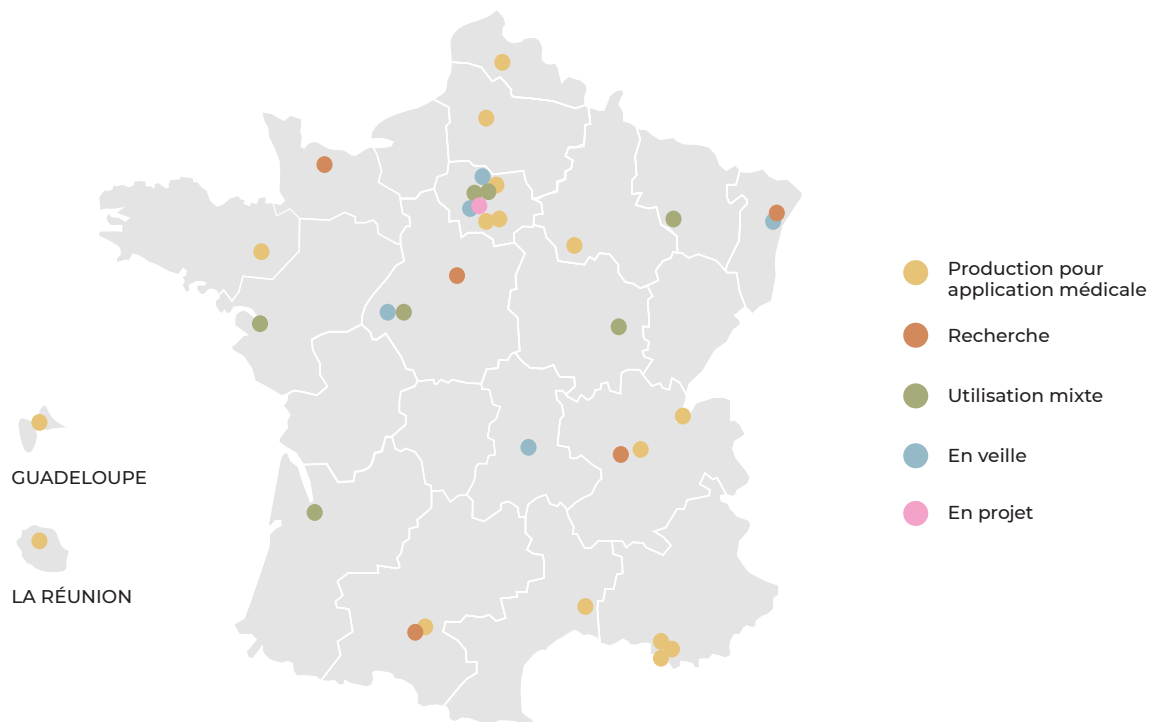 Production pour
application médicale
Recherche
Utilisation mixte
En veille
En projet
GUADELOUPE
LA RÉUNION